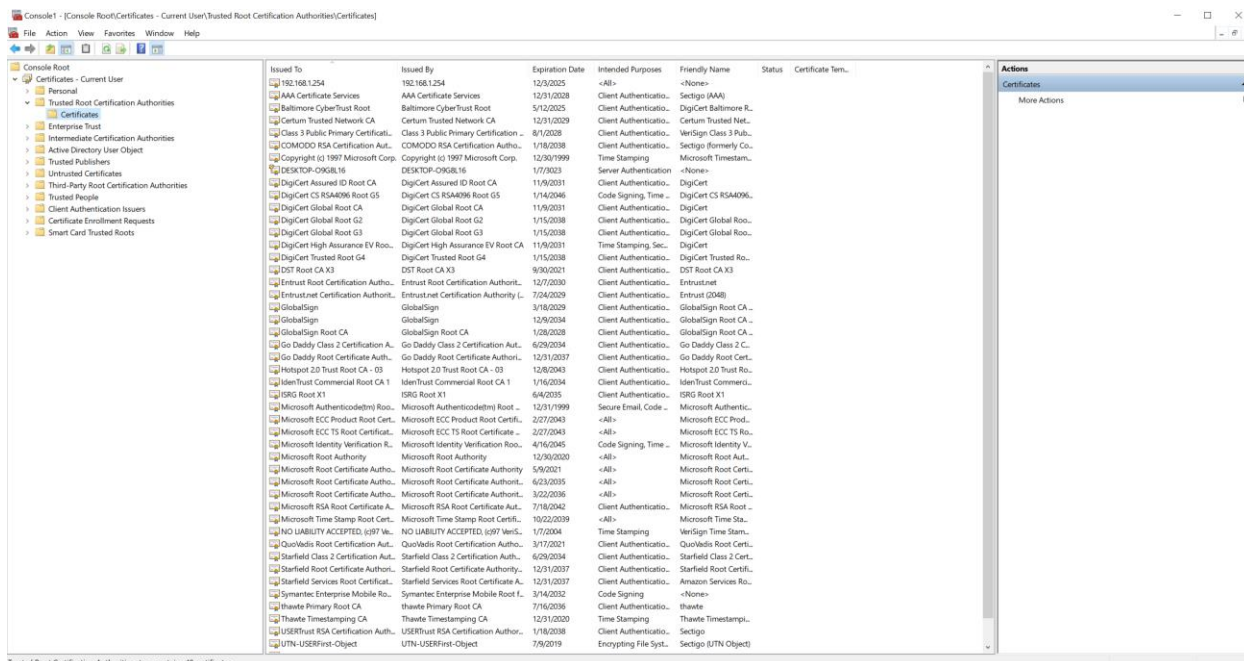 Console1 - [Console Root\Certificates - Current User\Trusted Root Certification Authorities\Certificates]
File Action View Favorites Window Help
Console Root
Certificates - Current User
Personal
Trusted Root Certification Authorities
Certificates
Enterprise Trust
Intermediate Certification Authorities
Active Directory User Object
Trusted Publishers
Untrusted Certificates
Third-Party Root Certification Authorities
Trusted People
Client Authentication Issuers
Certificate Enrollment Requests
Smart Card Trusted Roots
Issued To Issued By Expiration Date Intended Purposes Friendly Name Status Certificate Tem...
192.168.1.254 192.168.1.254 12/3/2025 <All> <None>
AAA Certificate Services AAA Certificate Services 12/31/2028 Client Authenticatio... Sectigo (AAA)
Baltimore CyberTrust Root Baltimore CyberTrust Root 5/12/2025 Client Authenticatio... DigiCert Baltimore R...
Certum Trusted Network CA Certum Trusted Network CA 12/31/2029 Client Authenticatio... Certum Trusted Net...
Class 3 Public Primary Certificati... Class 3 Public Primary Certification ... 8/1/2028 Client Authenticatio... VeriSign Class 3 Pub...
COMODO RSA Certification Aut... COMODO RSA Certification Autho... 1/18/2038 Client Authenticatio... Sectigo (formerly Co...
Copyright (c) 1997 Microsoft Corp. Copyright (c) 1997 Microsoft Corp. 12/30/1999 Time Stamping Microsoft Timestam...
DESKTOP-O9G8L16 DESKTOP-O9G8L16 1/7/3023 Server Authentication <None>
DigiCert Assured ID Root CA DigiCert Assured ID Root CA 11/9/2031 Client Authenticatio... DigiCert
DigiCert CS RSA4096 Root G5 DigiCert CS RSA4096 Root G5 1/14/2046 Code Signing, Time ... DigiCert CS RSA4096...
DigiCert Global Root CA DigiCert Global Root CA 11/9/2031 Client Authenticatio... DigiCert
DigiCert Global Root G2 DigiCert Global Root G2 1/15/2038 Client Authenticatio... DigiCert Global Roo...
DigiCert Global Root G3 DigiCert Global Root G3 1/15/2038 Client Authenticatio... DigiCert Global Roo...
DigiCert High Assurance EV Roo... DigiCert High Assurance EV Root CA 11/9/2031 Time Stamping, Sec... DigiCert
DigiCert Trusted Root G4 DigiCert Trusted Root G4 1/15/2038 Client Authenticatio... DigiCert Trusted Ro...
DST Root CA X3 DST Root CA X3 9/30/2021 Client Authenticatio... DST Root CA X3
Entrust Root Certification Autho... Entrust Root Certification Authorit... 12/7/2030 Client Authenticatio... Entrust.net
Entrust.net Certification Authorit... Entrust.net Certification Authority (... 7/24/2029 Client Authenticatio... Entrust (2048)
GlobalSign GlobalSign 3/18/2029 Client Authenticatio... GlobalSign Root CA ...
GlobalSign GlobalSign 12/9/2034 Client Authenticatio... GlobalSign Root CA ...
GlobalSign Root CA GlobalSign Root CA 1/28/2028 Client Authenticatio... GlobalSign Root CA ...
Go Daddy Class 2 Certification A... Go Daddy Class 2 Certification Aut... 6/29/2034 Client Authenticatio... Go Daddy Class 2 C...
Go Daddy Root Certificate Auth... Go Daddy Root Certificate Authori... 12/31/2037 Client Authenticatio... Go Daddy Root Cert...
Hotspot 2.0 Trust Root CA - 03 Hotspot 2.0 Trust Root CA - 03 12/8/2043 Client Authenticatio... Hotspot 2.0 Trust Ro...
IdenTrust Commercial Root CA 1 IdenTrust Commercial Root CA 1 1/16/2034 Client Authenticatio... IdenTrust Commerci...
ISRG Root X1 ISRG Root X1 6/4/2035 Client Authenticatio... ISRG Root X1
Microsoft Authenticode(tm) Roo... Microsoft Authenticode(tm) Root ... 12/31/1999 Secure Email, Code ... Microsoft Authentic...
Microsoft ECC Product Root Cert... Microsoft ECC Product Root Certifi... 2/27/2043 <All> Microsoft ECC Prod...
Microsoft ECC TS Root Certificat... Microsoft ECC TS Root Certificate ... 2/27/2043 <All> Microsoft ECC TS Ro...
Microsoft Identity Verification R... Microsoft Identity Verification Roo... 4/16/2045 Code Signing, Time ... Microsoft Identity V...
Microsoft Root Authority Microsoft Root Authority 12/30/2020 <All> Microsoft Root Aut...
Microsoft Root Certificate Autho... Microsoft Root Certificate Authority 5/9/2021 <All> Microsoft Root Certi...
Microsoft Root Certificate Autho... Microsoft Root Certificate Authorit... 6/23/2035 <All> Microsoft Root Certi...
Microsoft Root Certificate Autho... Microsoft Root Certificate Authorit... 3/22/2036 <All> Microsoft Root Certi...
Microsoft RSA Root Certificate A... Microsoft RSA Root Certificate Aut... 7/18/2042 Client Authenticatio... Microsoft RSA Root ...
Microsoft Time Stamp Root Cert... Microsoft Time Stamp Root Certifi... 10/22/2039 <All> Microsoft Time Sta...
NO LIABILITY ACCEPTED, (c)97 Ve... NO LIABILITY ACCEPTED, (c)97 VeriS... 1/7/2004 Time Stamping VeriSign Time Stam...
QuoVadis Root Certification Aut... QuoVadis Root Certification Autho... 3/17/2021 Client Authenticatio... QuoVadis Root Certi...
Starfield Class 2 Certification Aut... Starfield Class 2 Certification Auth... 6/29/2034 Client Authenticatio... Starfield Class 2 Cert...
Starfield Root Certificate Authori... Starfield Root Certificate Authority... 12/31/2037 Client Authenticatio... Starfield Root Certifi...
Starfield Services Root Certificat... Starfield Services Root Certificate A... 12/31/2037 Client Authenticatio... Amazon Services Ro...
Symantec Enterprise Mobile Ro... Symantec Enterprise Mobile Root f... 3/14/2032 Code Signing <None>
thawte Primary Root CA thawte Primary Root CA 7/16/2036 Client Authenticatio... thawte
Thawte Timestamping CA Thawte Timestamping CA 12/31/2020 Time Stamping Thawte Timestampi...
USERTrust RSA Certification Auth... USERTrust RSA Certification Author... 1/18/2038 Client Authenticatio... Sectigo
UTN-USERFirst-Object UTN-USERFirst-Object 7/9/2019 Encrypting File Syst... Sectigo (UTN Object)
Actions
Certificates
More Actions